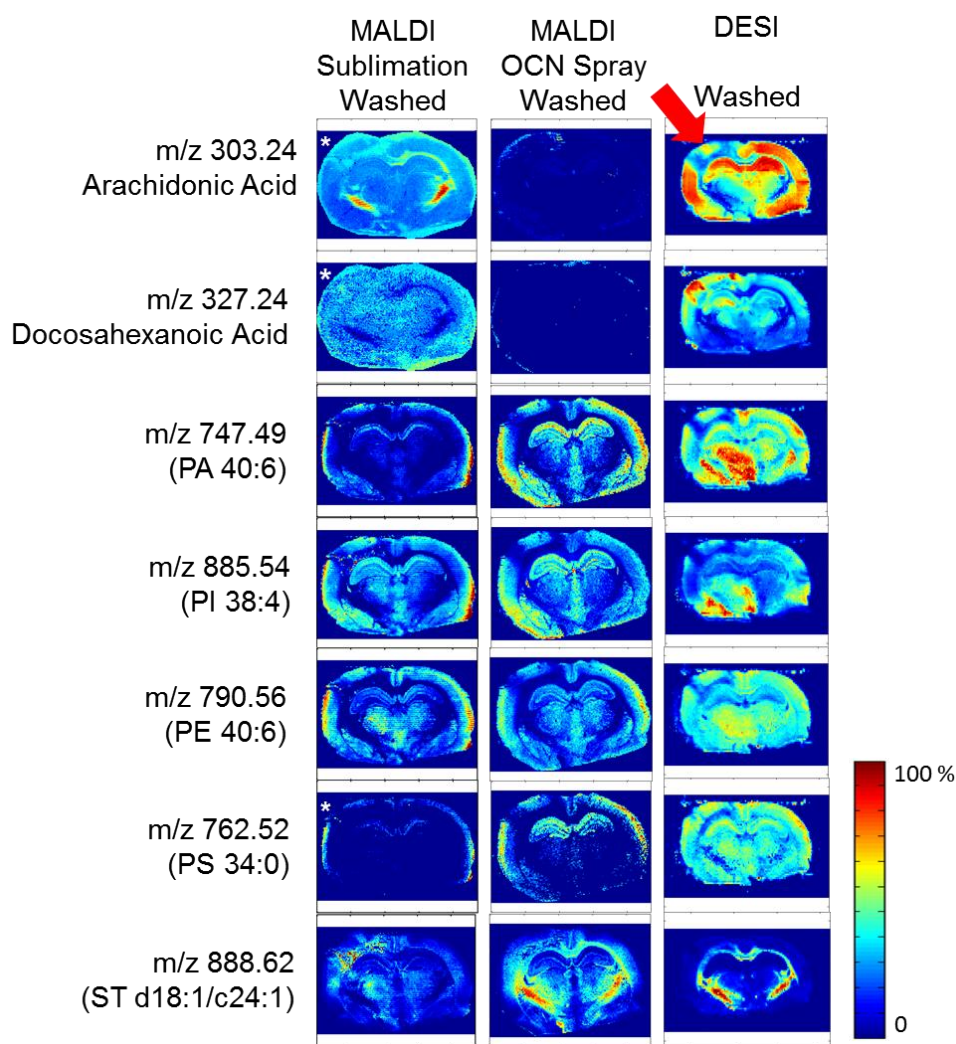 MALDI
Sublimation
Washed
MALDI
OCN Spray
Washed
DESI
Washed
m/z 303.24
Arachidonic Acid
*
m/z 327.24
Docosahexanoic Acid
*
m/z 747.49
(PA 40:6)
m/z 885.54
(PI 38:4)
m/z 790.56
(PE 40:6)
m/z 762.52
(PS 34:0)
*
m/z 888.62
(ST d18:1/c24:1)
100 %
0